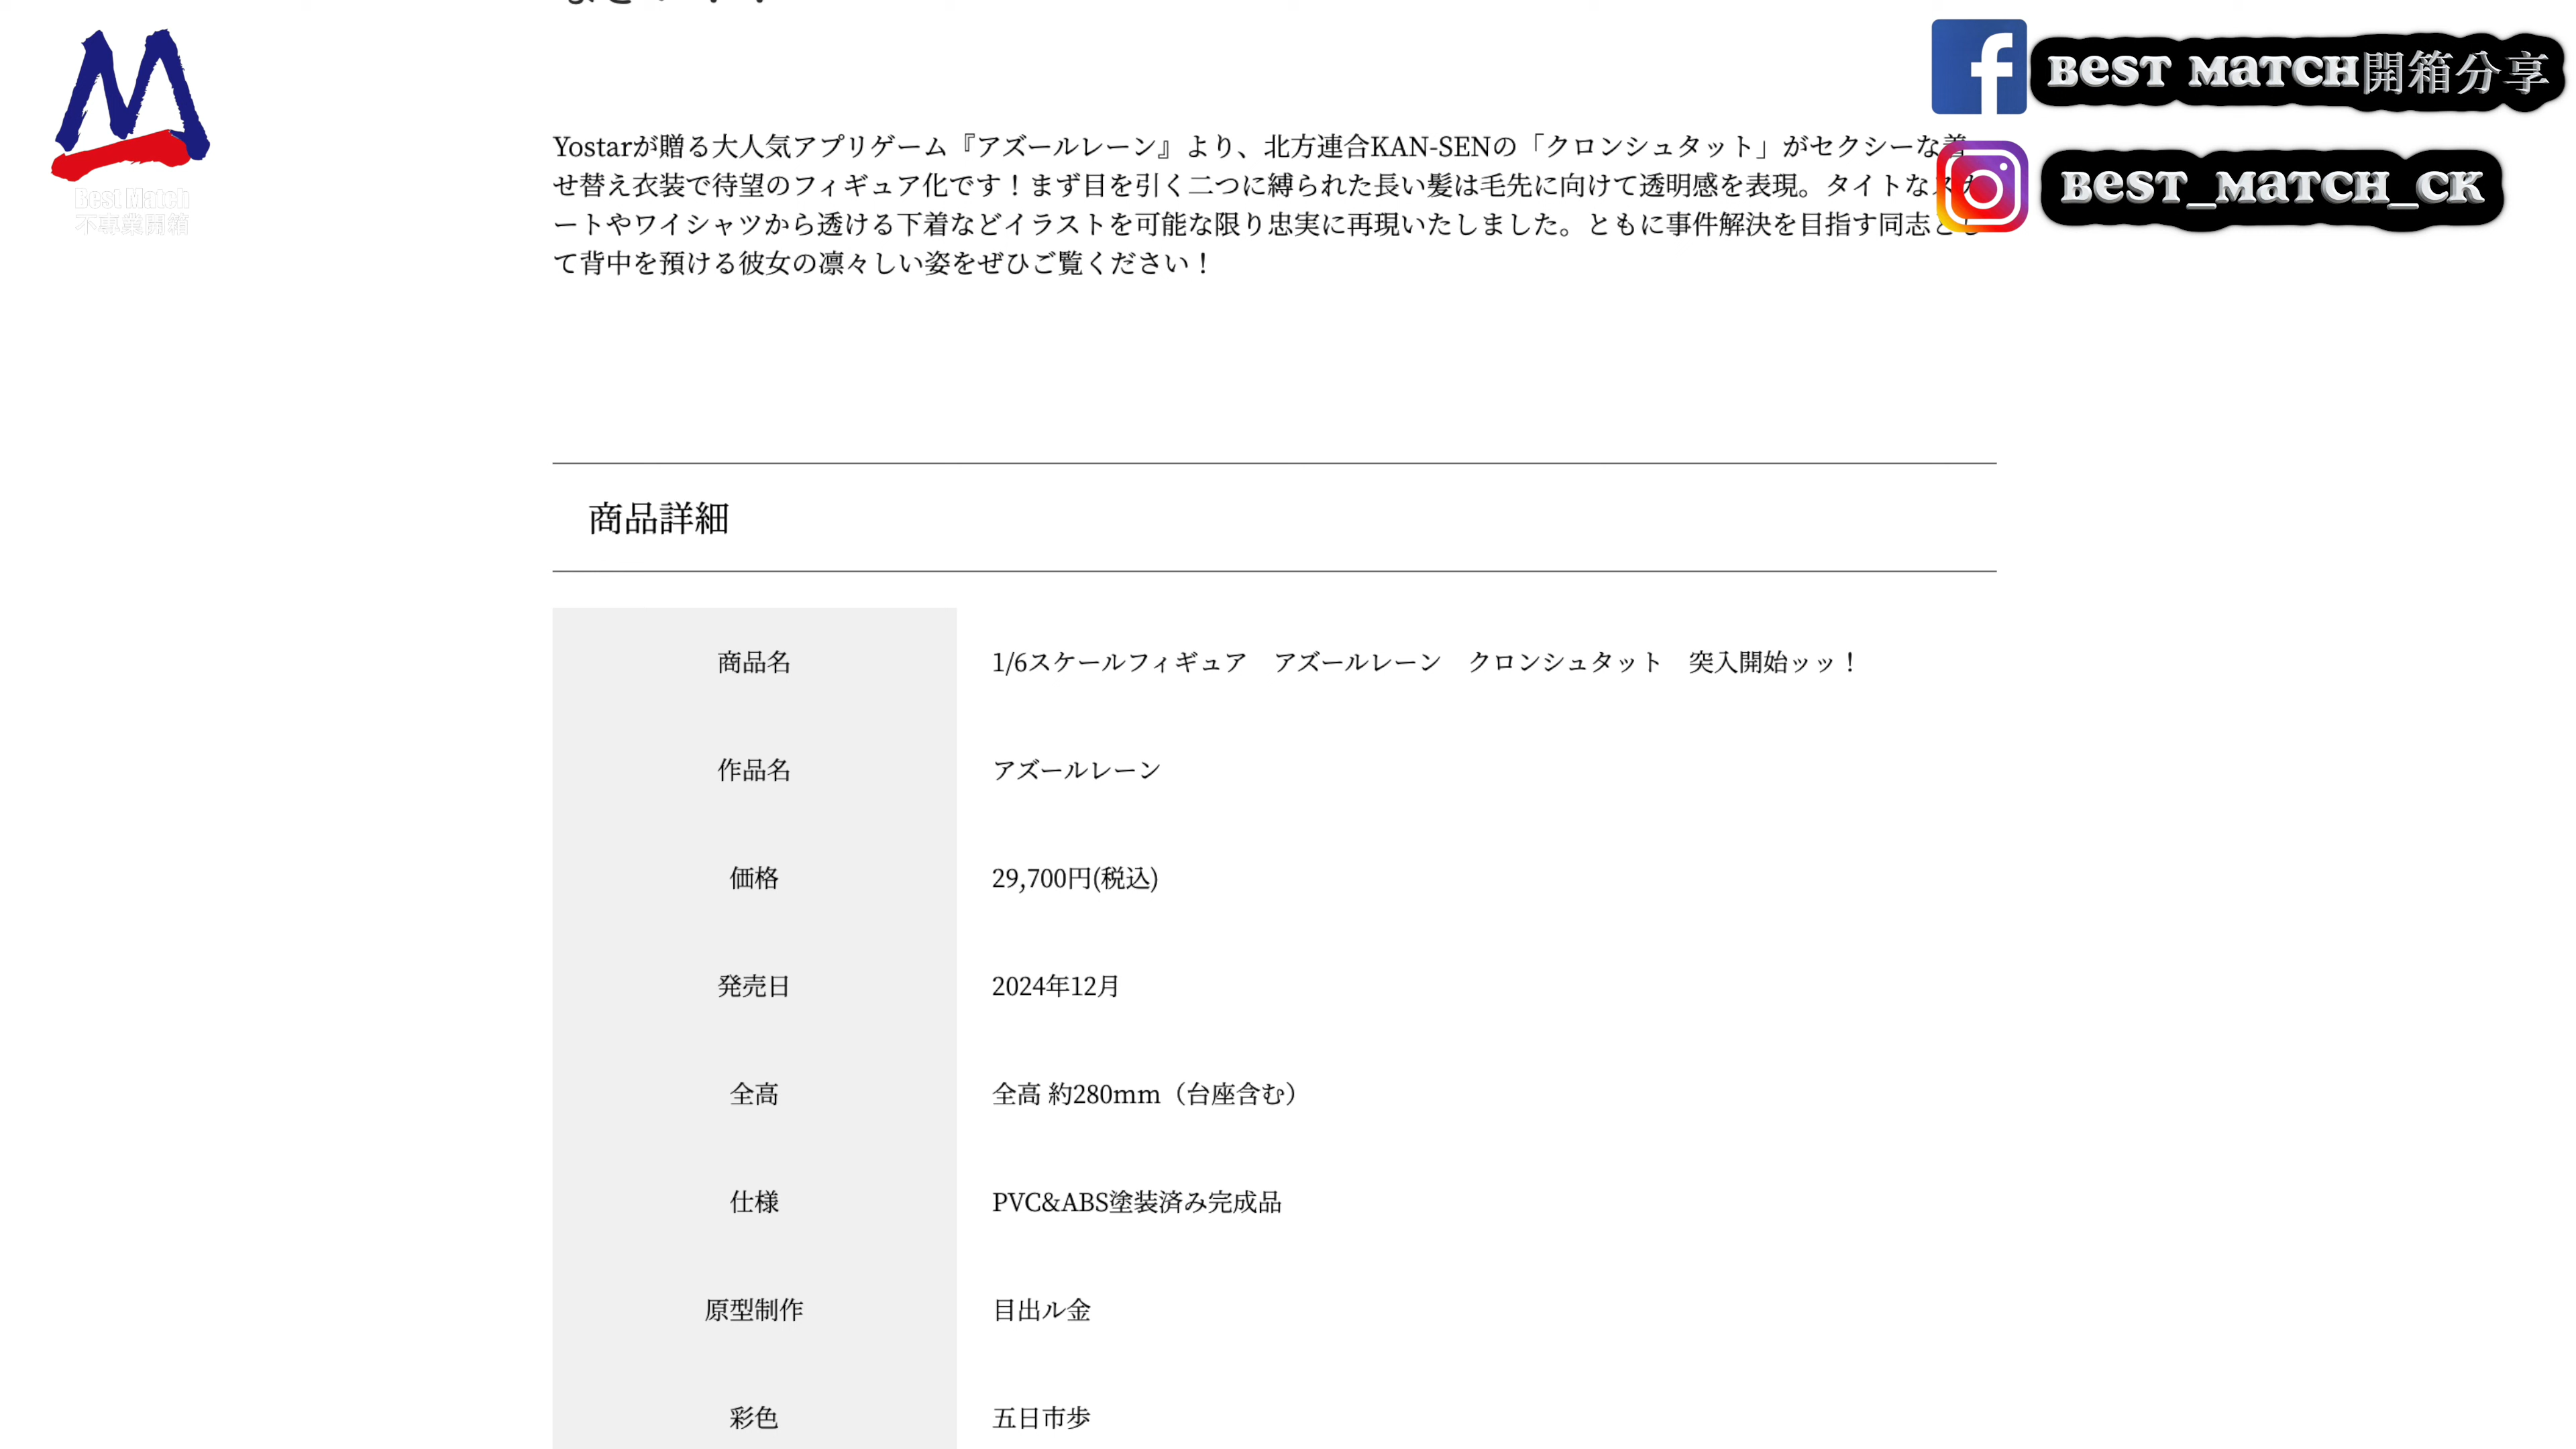 Best Match
不専業開箱
BEST MATCH開箱分享
BEST_MATCH_CK
Yostarが贈る大人気アプリゲーム『アズールレーン』より、北方連合KAN-SENの「クロンシュタット」がセクシーな着
せ替え衣装で待望のフィギュア化です！まず目を引く二つに縛られた長い髪は毛先に向けて透明感を表現。タイトなスカ
ートやワイシャツから透ける下着などイラストを可能な限り忠実に再現いたしました。ともに事件解決を目指す同志とし
て背中を預ける彼女の凛々しい姿をぜひご覧ください！
商品詳細
商品名 1/6スケールフィギュア　アズールレーン　クロンシュタット　突入開始ッッ！
作品名 アズールレーン
価格 29,700円(税込)
発売日 2024年12月
全高 全高 約280mm（台座含む）
仕様 PVC&ABS塗装済み完成品
原型制作 目出ル金
彩色 五日市歩